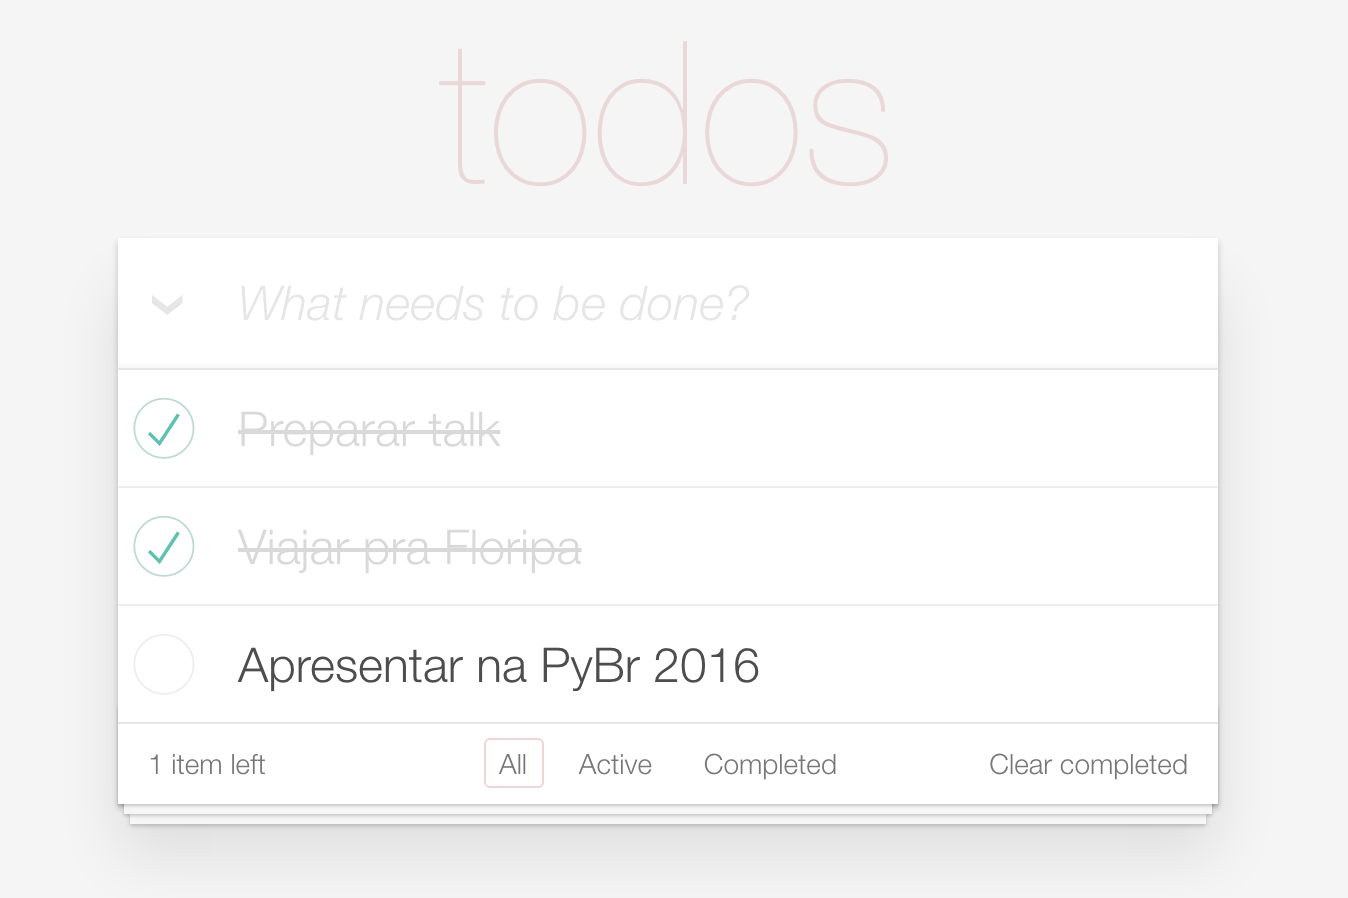 todos
What needs to be done?
Preparar talk
Viajar pra Floripa
Apresentar na PyBr 2016
1 item left All Active Completed Clear completed